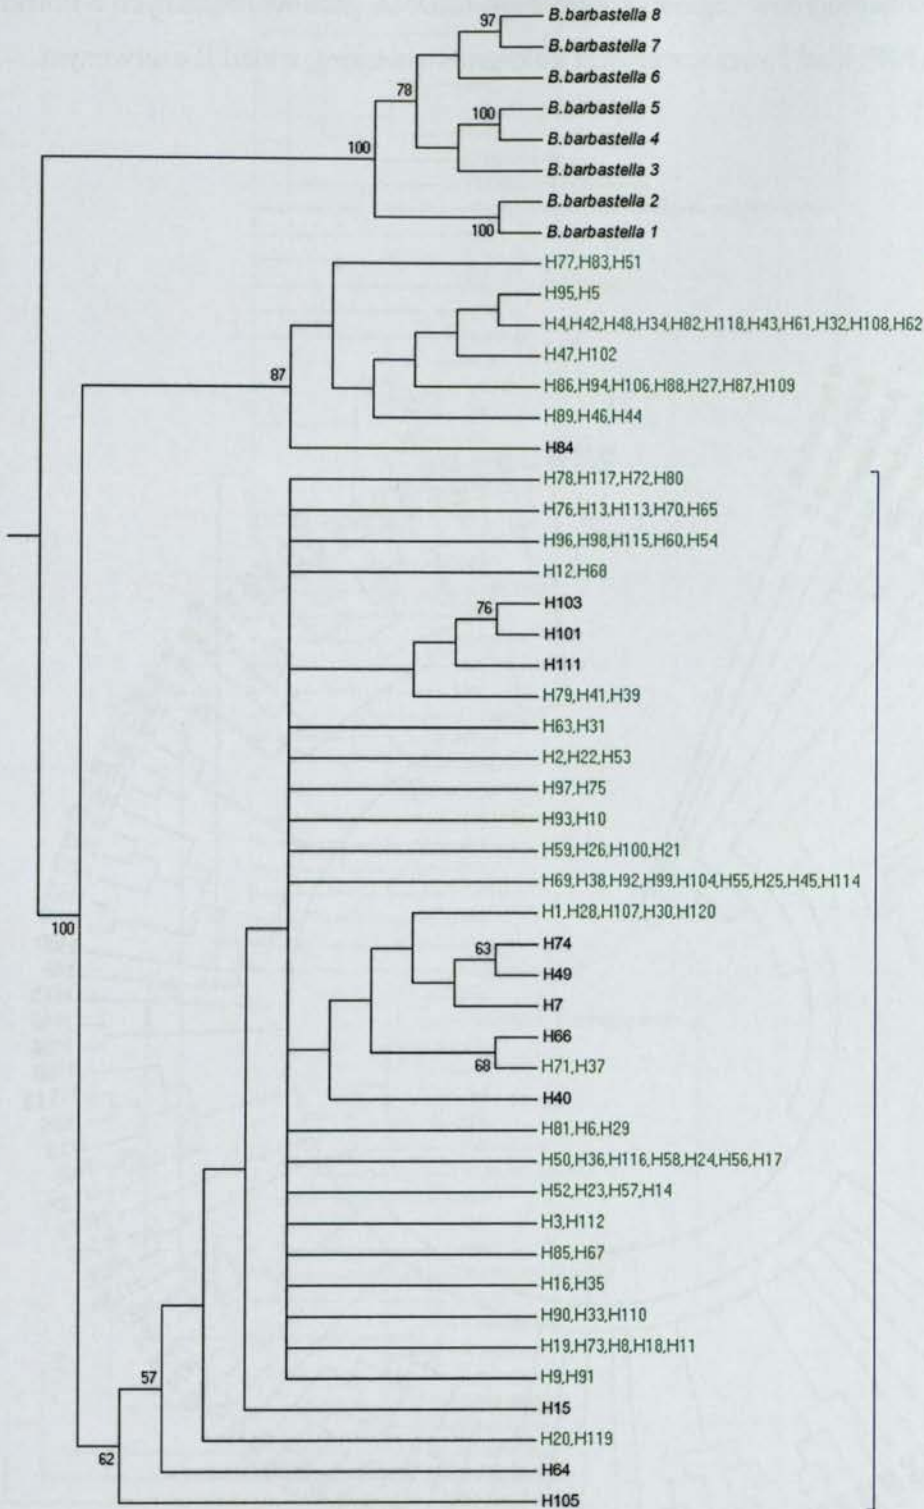 B.barbastella 8
97
B.barbastella 7
B.barbastella 6
78
B.barbastella 5
100
B.barbastella 4
100
B.barbastella 3
B.barbastella 2
100
B.barbastella 1
H77,H83,H51
H95,H5
H4,H42,H48,H34,H82,H118,H43,H61,H32,H108,H62
H47,H102
87
H86,H94,H106,H88,H27,H87,H109
H89,H46,H44
H84
H78,H117,H72,H80
H76,H13,H113,H70,H65
H96,H98,H115,H60,H54
H12,H68
76
H103
H101
H111
H79,H41,H39
H63,H31
H2,H22,H53
H97,H75
H93,H10
H59,H26,H100,H21
H69,H38,H92,H99,H104,H55,H25,H45,H114
H1,H28,H107,H30,H120
100
63
H74
H49
H7
H66
68
H71,H37
H40
H81,H6,H29
H50,H36,H116,H58,H24,H56,H17
H52,H23,H57,H14
H3,H112
H85,H67
H16,H35
H90,H33,H110
H19,H73,H8,H18,H11
57
H9,H91
H15
H20,H119
62
H64
H105